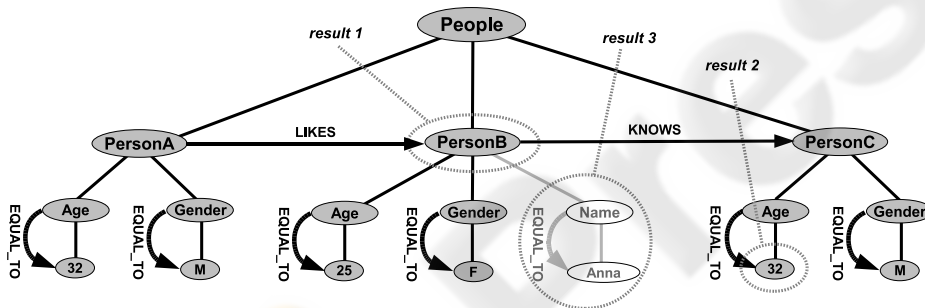 People
result 1
result 3
result 2
PersonA
LIKES
PersonB
KNOWS
PersonC
EQUAL_TO
Age
32
EQUAL_TO
Gender
M
EQUAL_TO
Age
25
EQUAL_TO
Gender
F
EQUAL_TO
Name
Anna
EQUAL_TO
Age
32
EQUAL_TO
Gender
M